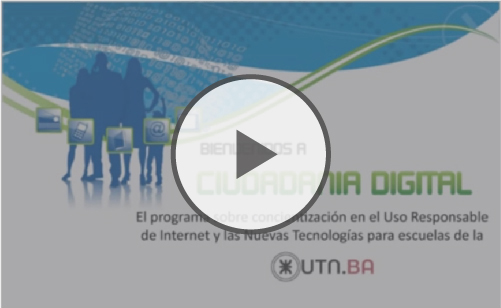 BIENVENIDOS A
CIUDADANIA DIGITAL
El programa sobre concientización en el Uso Responsable
de Internet y las Nuevas Tecnologías para escuelas de la
UTN.BA